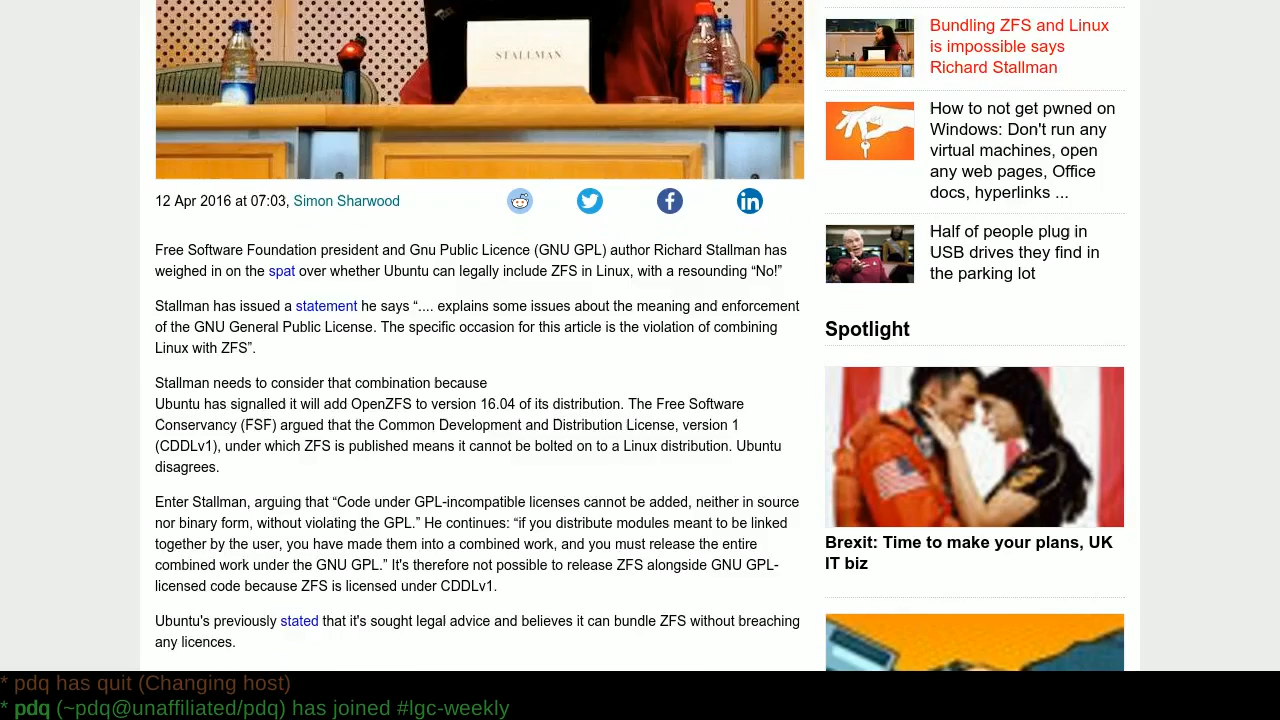 STALLMAN
12 Apr 2016 at 07:03, Simon Sharwood
Free Software Foundation president and Gnu Public Licence (GNU GPL) author Richard Stallman has
weighed in on the spat over whether Ubuntu can legally include ZFS in Linux, with a resounding “No!”
Stallman has issued a statement he says “.... explains some issues about the meaning and enforcement
of the GNU General Public License. The specific occasion for this article is the violation of combining
Linux with ZFS”.
Stallman needs to consider that combination because
Ubuntu has signalled it will add OpenZFS to version 16.04 of its distribution. The Free Software
Conservancy (FSF) argued that the Common Development and Distribution License, version 1
(CDDLv1), under which ZFS is published means it cannot be bolted on to a Linux distribution. Ubuntu
disagrees.
Enter Stallman, arguing that “Code under GPL-incompatible licenses cannot be added, neither in source
nor binary form, without violating the GPL.” He continues: “if you distribute modules meant to be linked
together by the user, you have made them into a combined work, and you must release the entire
combined work under the GNU GPL.” It's therefore not possible to release ZFS alongside GNU GPL-
licensed code because ZFS is licensed under CDDLv1.
Ubuntu's previously stated that it's sought legal advice and believes it can bundle ZFS without breaching
any licences.
Bundling ZFS and Linux
is impossible says
Richard Stallman
How to not get pwned on
Windows: Don't run any
virtual machines, open
any web pages, Office
docs, hyperlinks ...
Half of people plug in
USB drives they find in
the parking lot
Spotlight
Brexit: Time to make your plans, UK
IT biz
* pdq has quit (Changing host)
* pdq (~pdq@unaffiliated/pdq) has joined #lgc-weekly